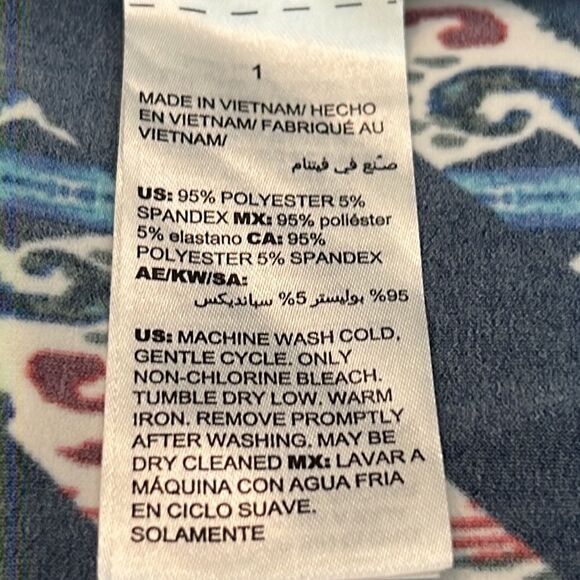 1
MADE IN VIETNAM/ HECHO
EN VIETNAM/ FABRIQUÉ AU
VIETNAM/
صنّع في فيتنام
US: 95% POLYESTER 5%
SPANDEX MX: 95% poliéster
5% elastano CA: 95%
POLYESTER 5% SPANDEX
AE/KW/SA:
95% بوليستر 5% سبانديكس
US: MACHINE WASH COLD,
GENTLE CYCLE. ONLY
NON-CHLORINE BLEACH.
TUMBLE DRY LOW. WARM
IRON. REMOVE PROMPTLY
AFTER WASHING. MAY BE
DRY CLEANED MX: LAVAR A
MÁQUINA CON AGUA FRIA
EN CICLO SUAVE.
SOLAMENTE